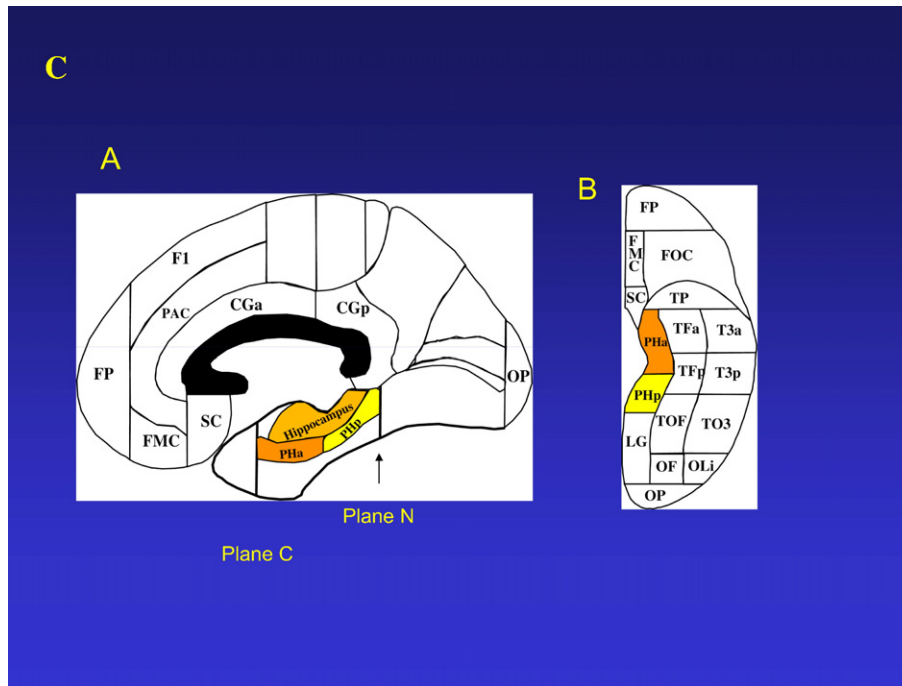 C
A
F1
PAC
CGa
CGp
FP
OP
SC
FMC
Hippocampus
PHa
PHp
Plane N
Plane C
B
FP
F
M
C
FOC
SC
TP
PHa
TFa
T3a
TFp
T3p
PHp
TOF
TO3
LG
OF
OLi
OP